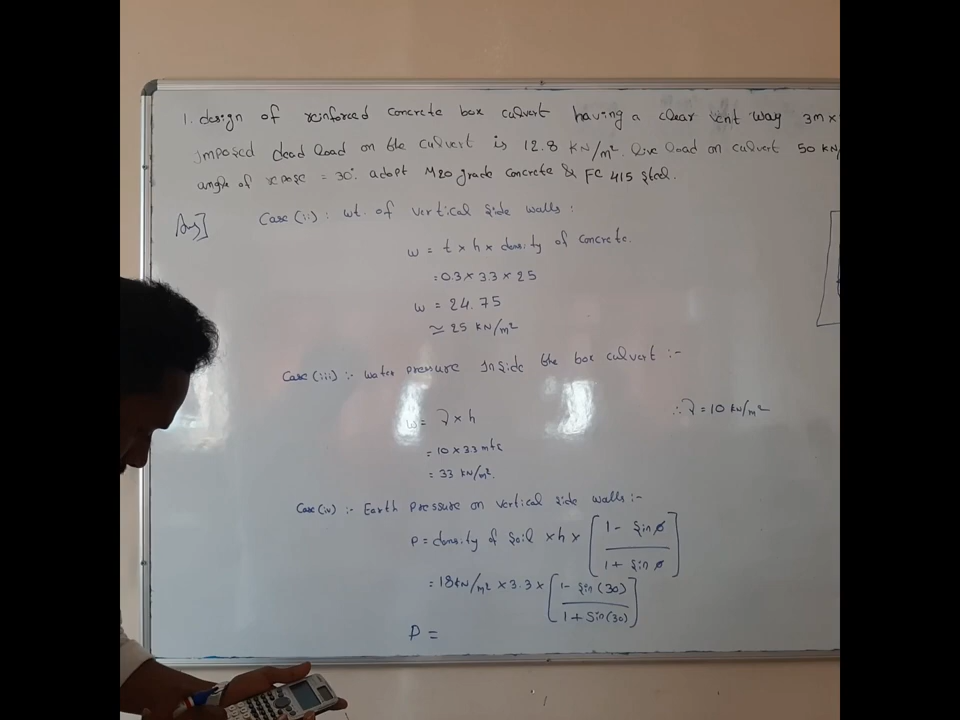 1. design of reinforced concrete box culvert having a clear vent way 3m ×
Imposed dead load on the culvert is 12.8 KN/m². live load on culvert 50 KN/
angle of repose = 30° adopt M20 grade concrete & FC 415 steel.
Ans] Case (ii) : wt. of vertical side walls :
w = t × h × density of concrete.
= 0.3 × 3.3 × 25
w = 24.75
≃ 25 KN/m²
Case (iii) :- water pressure Inside the box culvert :-
w = γ × h ∴ γ = 10 KN/m²
= 10 × 3.3 mts
= 33 KN/m².
Case (iv) :- Earth Pressure on vertical side walls :-
P = density of soil × h × [1 - sin ø / 1 + sin ø]
= 18 KN/m² × 3.3 × [1 - sin (30) / 1 + sin (30)]
P =